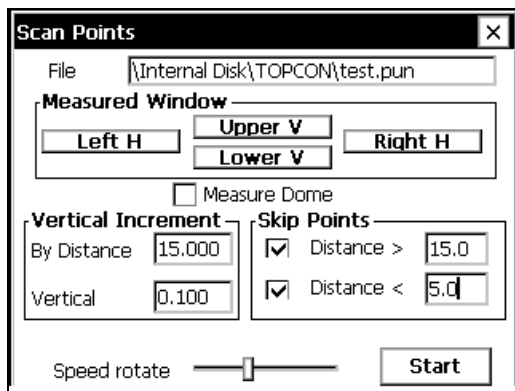 Scan Points
File \Internal Disk\TOPCON\test.pun
Measured Window
Upper V
Left H Right H
Lower V
Measure Dome
Vertical Increment Skip Points
By Distance 15.000 Distance > 15.0
Vertical 0.100 Distance < 5.0
Speed rotate Start